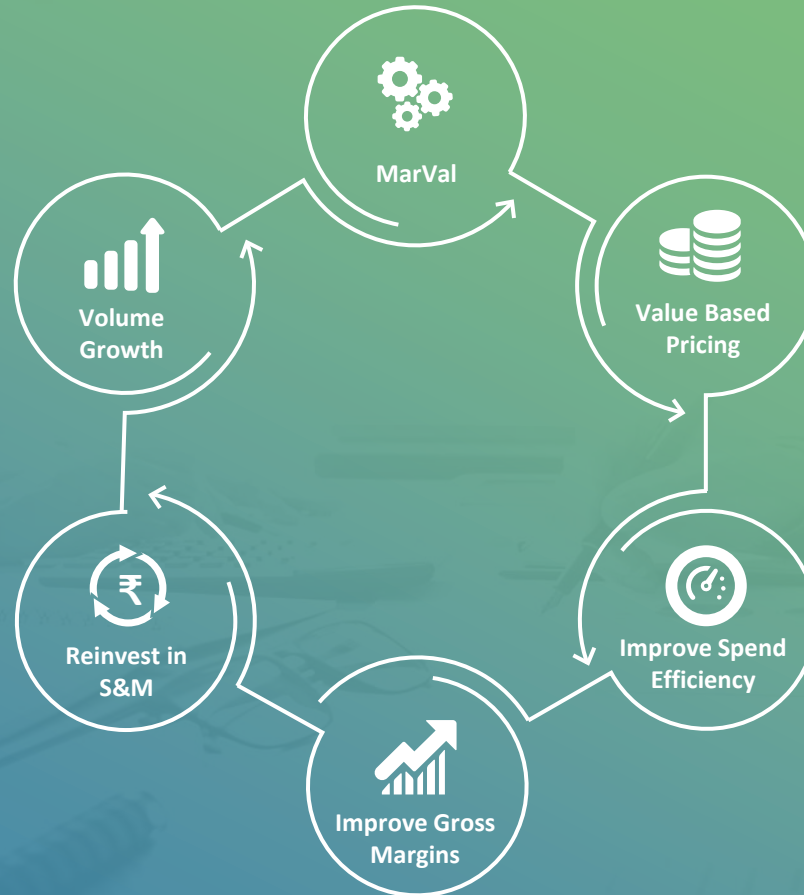 MarVal
Value Based
Pricing
Improve Spend
Efficiency
Improve Gross
Margins
₹
Reinvest in
S&M
Volume
Growth